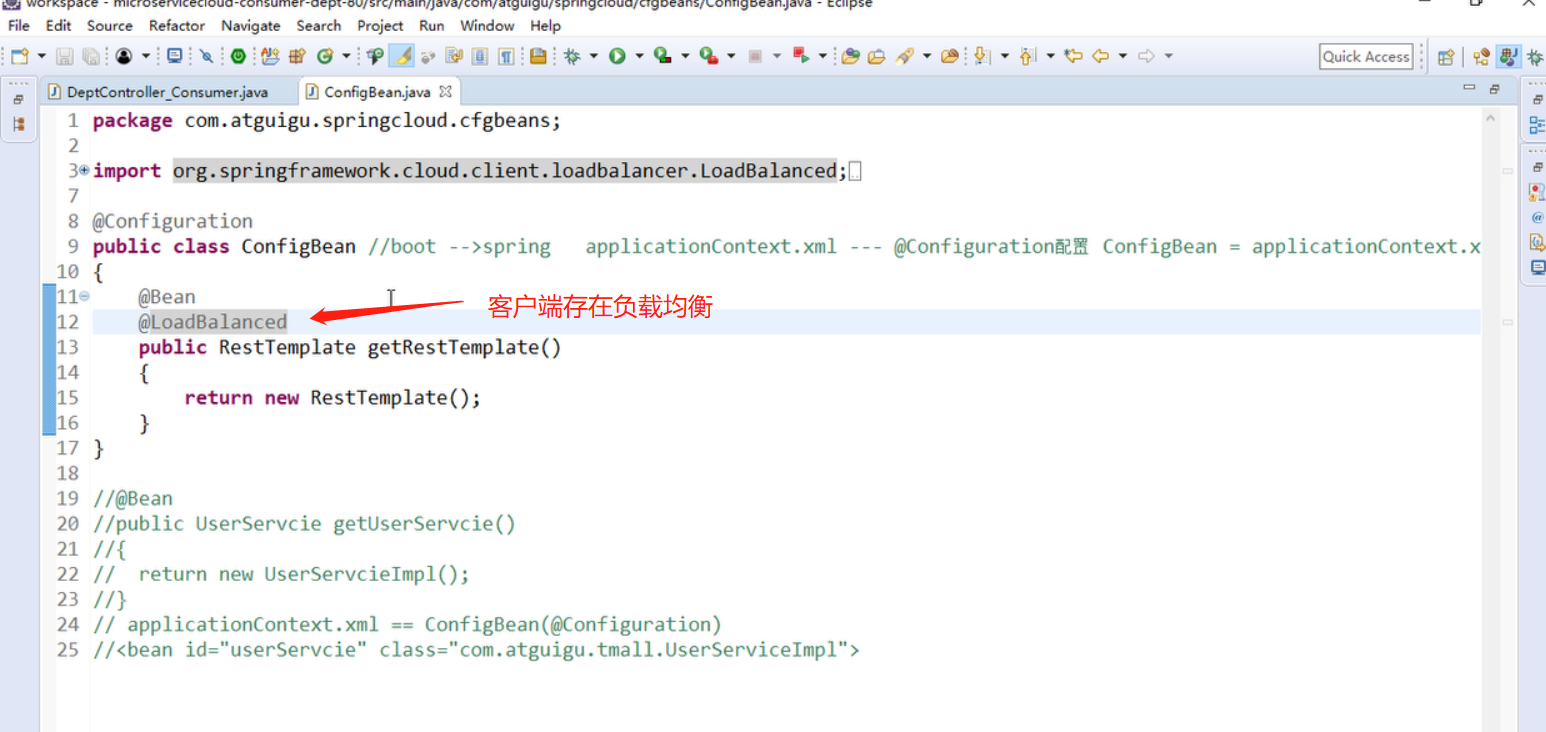 workspace - microservicecloud-consumer-dept-80/src/main/java/com/atguigu/springcloud/cfgbeans/ConfigBean.java - Eclipse
File Edit Source Refactor Navigate Search Project Run Window Help
Quick Access
DeptController_Consumer.java ConfigBean.java
1 package com.atguigu.springcloud.cfgbeans;
2
3 import org.springframework.cloud.client.loadbalancer.LoadBalanced;
7
8 @Configuration
9 public class ConfigBean //boot -->spring   applicationContext.xml --- @Configuration配置 ConfigBean = applicationContext.x
10 {
11     @Bean
客户端存在负载均衡
12     @LoadBalanced
13     public RestTemplate getRestTemplate()
14     {
15         return new RestTemplate();
16     }
17 }
18
19 //@Bean
20 //public UserServcie getUserServcie()
21 //{
22 //  return new UserServcieImpl();
23 //}
24 // applicationContext.xml == ConfigBean(@Configuration)
25 //<bean id="userServcie" class="com.atguigu.tmall.UserServiceImpl">